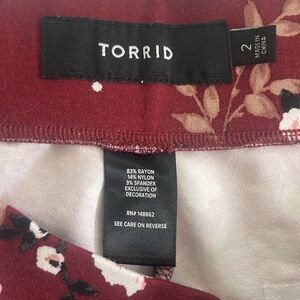 TORRID
2
MADE IN
CHINA
83% RAYON
14% NYLON
3% SPANDEX
EXCLUSIVE OF
DECORATION
RN# 148862
SEE CARE ON REVERSE